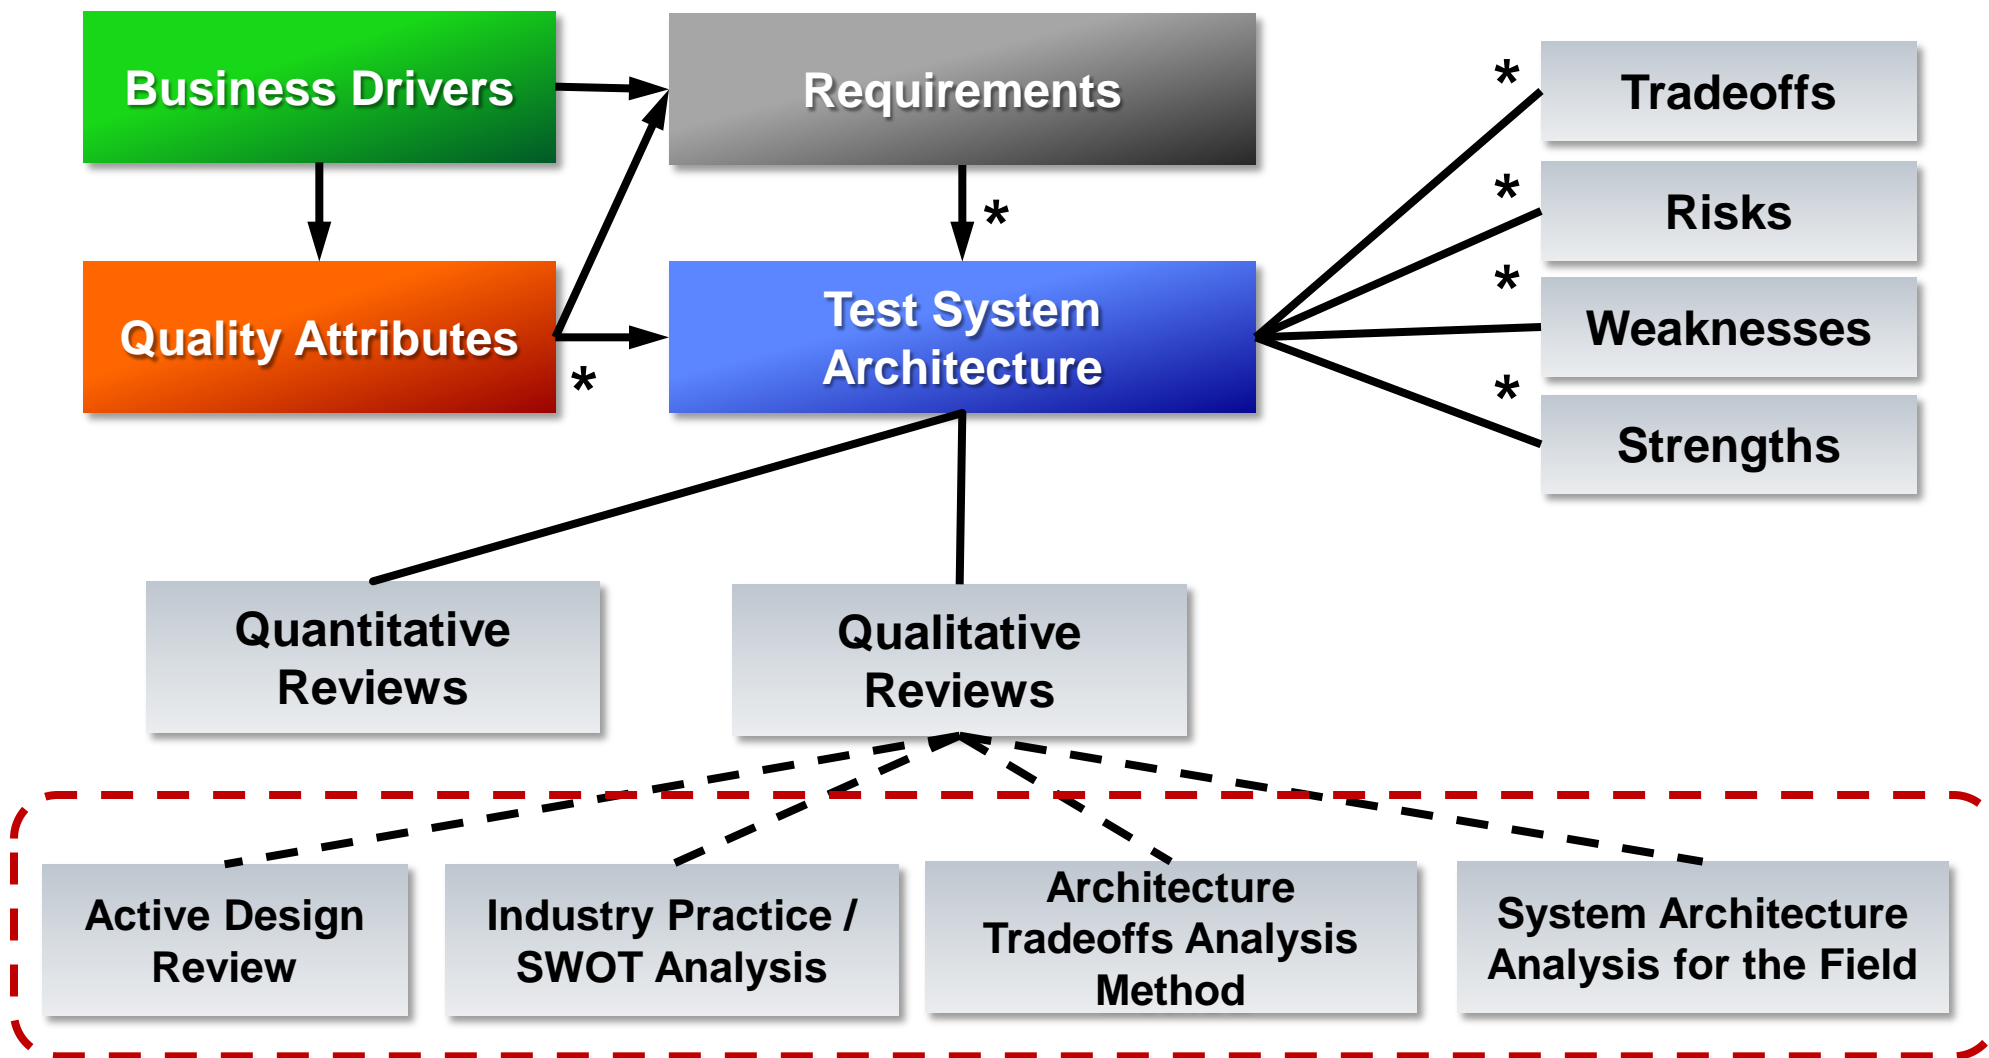 Business Drivers
Requirements
*
Tradeoffs
*
Risks
*
*
Weaknesses
Quality Attributes
*
Test System
Architecture
*
Strengths
Quantitative
Reviews
Qualitative
Reviews
Active Design
Review
Industry Practice /
SWOT Analysis
Architecture
Tradeoffs Analysis
Method
System Architecture
Analysis for the Field